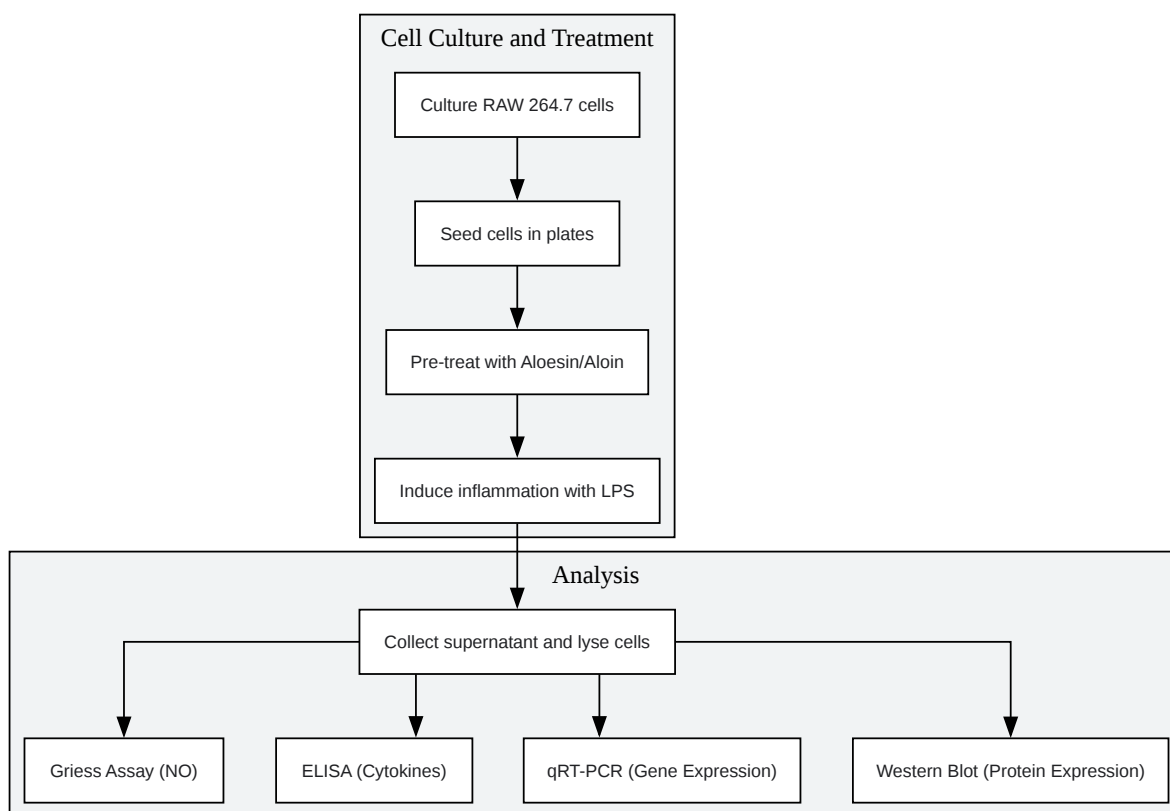 Cell Culture and Treatment
Culture RAW 264.7 cells
Seed cells in plates
Pre-treat with Aloesin/Aloin
Induce inflammation with LPS
Analysis
Collect supernatant and lyse cells
Griess Assay (NO)
ELISA (Cytokines)
qRT-PCR (Gene Expression)
Western Blot (Protein Expression)